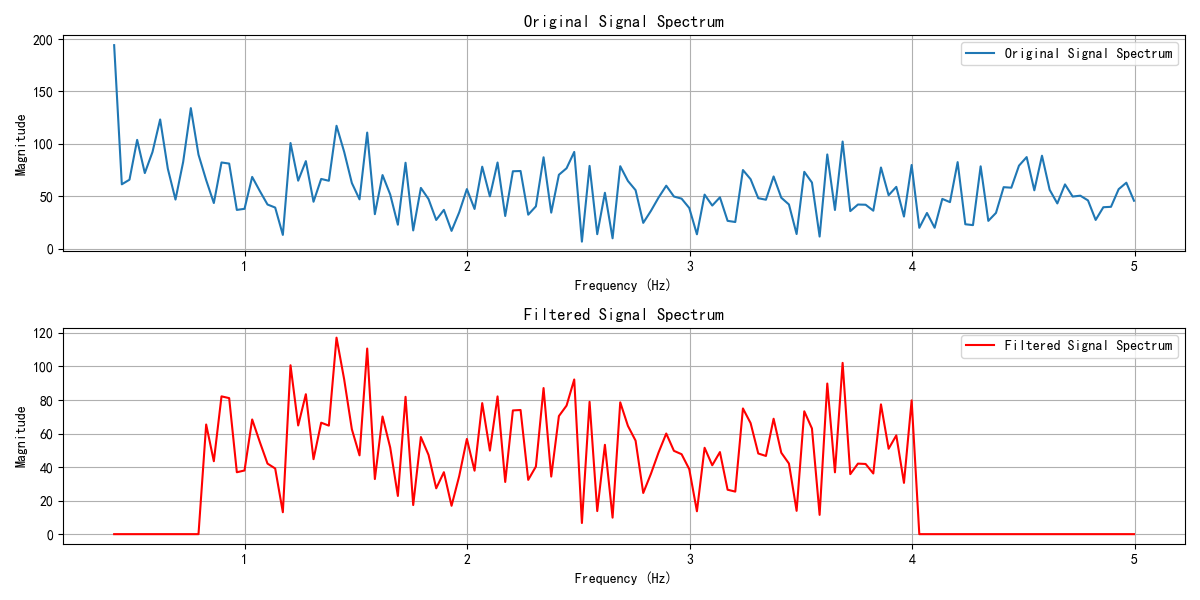 Original Signal Spectrum
200
150
100
50
0
Magnitude
Original Signal Spectrum
1 2 3 4 5
Frequency (Hz)
Filtered Signal Spectrum
120
100
80
60
40
20
0
Magnitude
Filtered Signal Spectrum
1 2 3 4 5
Frequency (Hz)